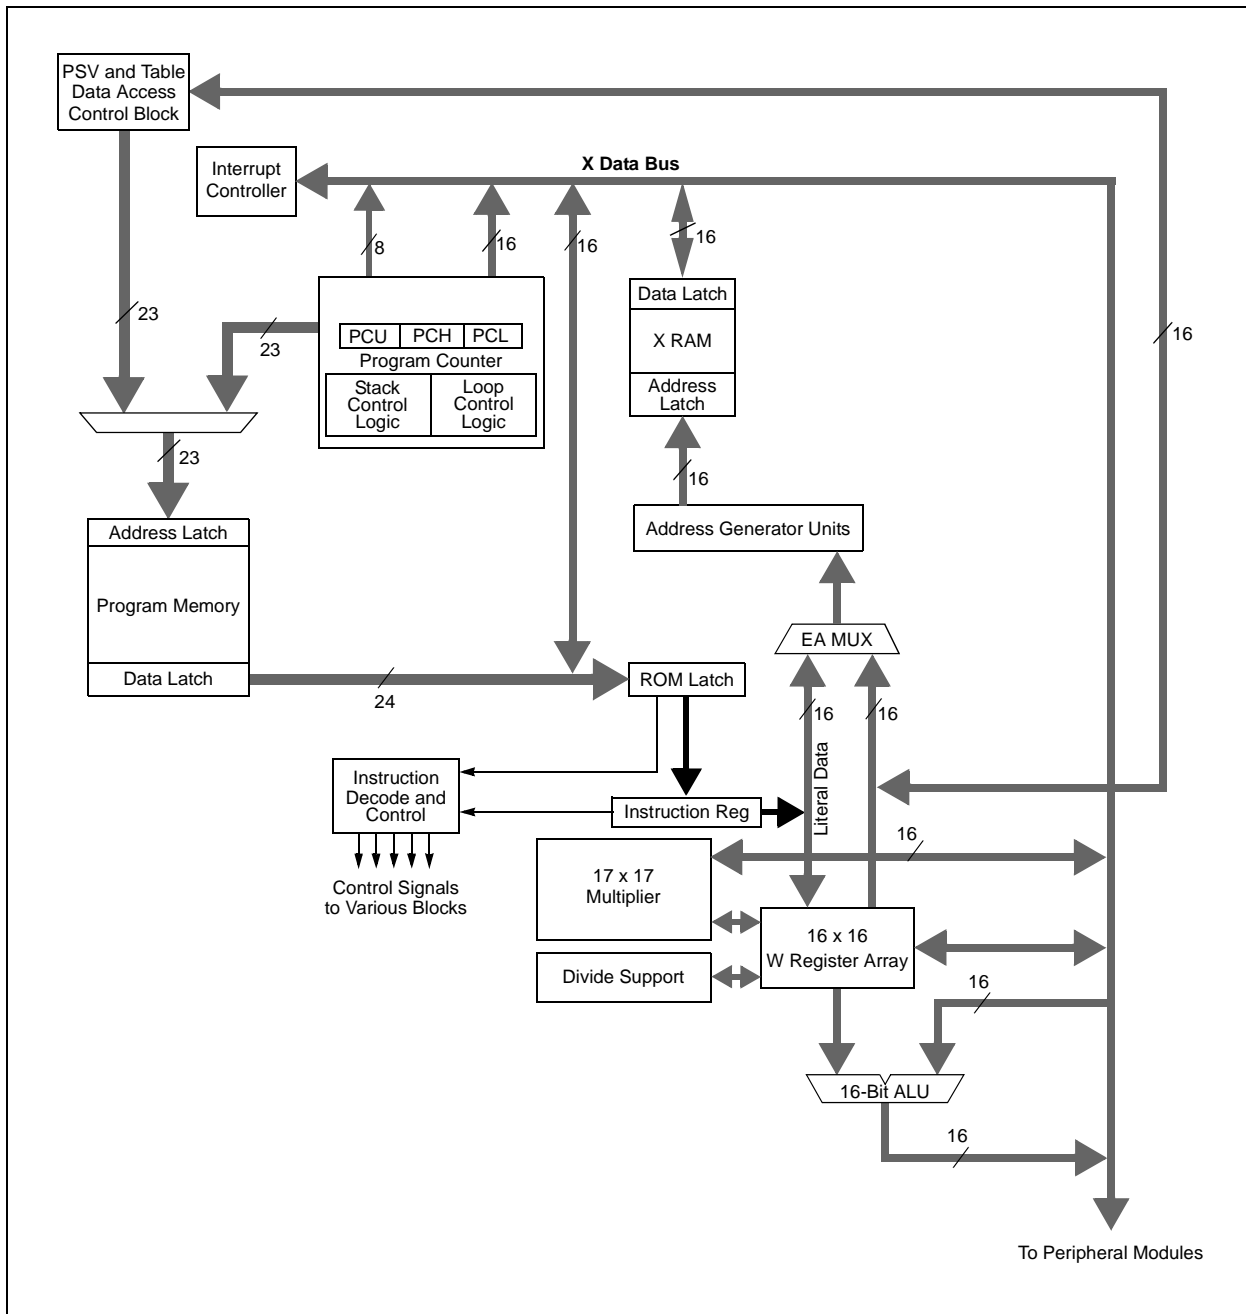 PSV and Table
Data Access
Control Block
Interrupt
Controller
X Data Bus
8
16
16
16
16
23
23
PCU
PCH
PCL
Program Counter
Stack
Control
Logic
Loop
Control
Logic
Data Latch
X RAM
Address
Latch
23
16
Address Latch
Program Memory
Data Latch
24
Address Generator Units
EA MUX
ROM Latch
16
16
Literal Data
Instruction
Decode and
Control
Instruction Reg
Control Signals
to Various Blocks
17 x 17
Multiplier
16
16 x 16
W Register Array
Divide Support
16
16-Bit ALU
16
To Peripheral Modules